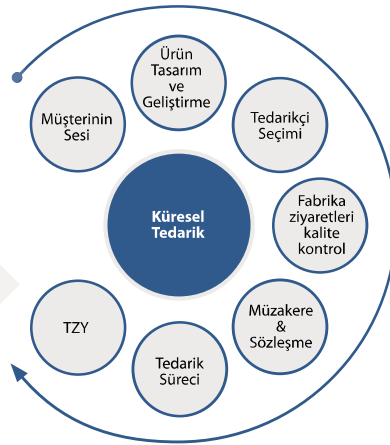 Müşterinin
Sesi
Ürün
Tasarım
ve
Geliştirme
Tedarikçi
Seçimi
Fabrika
ziyaretleri
kalite
kontrol
Müzakere
&
Sözleşme
Tedarik
Süreci
TZY
Küresel
Tedarik